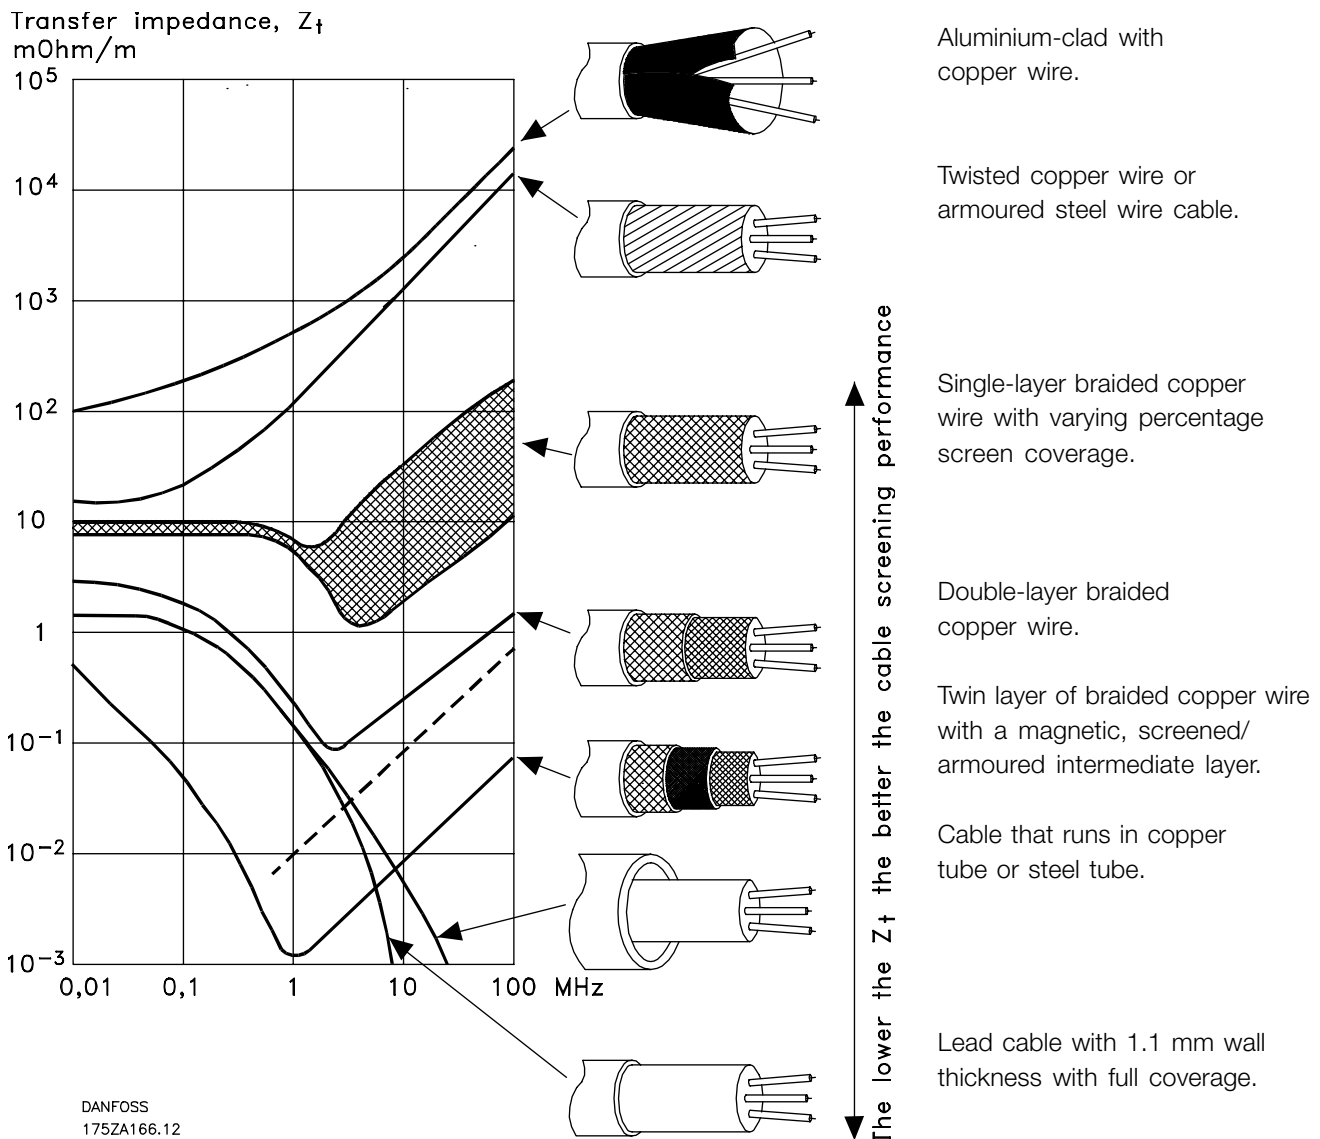 Transfer impedance, Zt
mOhm/m
10⁵
10⁴
10³
10²
10
1
10⁻¹
10⁻²
10⁻³
0,01 0,1 1 10 100 MHz
Aluminium-clad with
copper wire.
Twisted copper wire or
armoured steel wire cable.
Single-layer braided copper
wire with varying percentage
screen coverage.
Double-layer braided
copper wire.
Twin layer of braided copper wire
with a magnetic, screened/
armoured intermediate layer.
Cable that runs in copper
tube or steel tube.
Lead cable with 1.1 mm wall
thickness with full coverage.
The lower the Zt the better the cable screening performance
DANFOSS
175ZA166.12